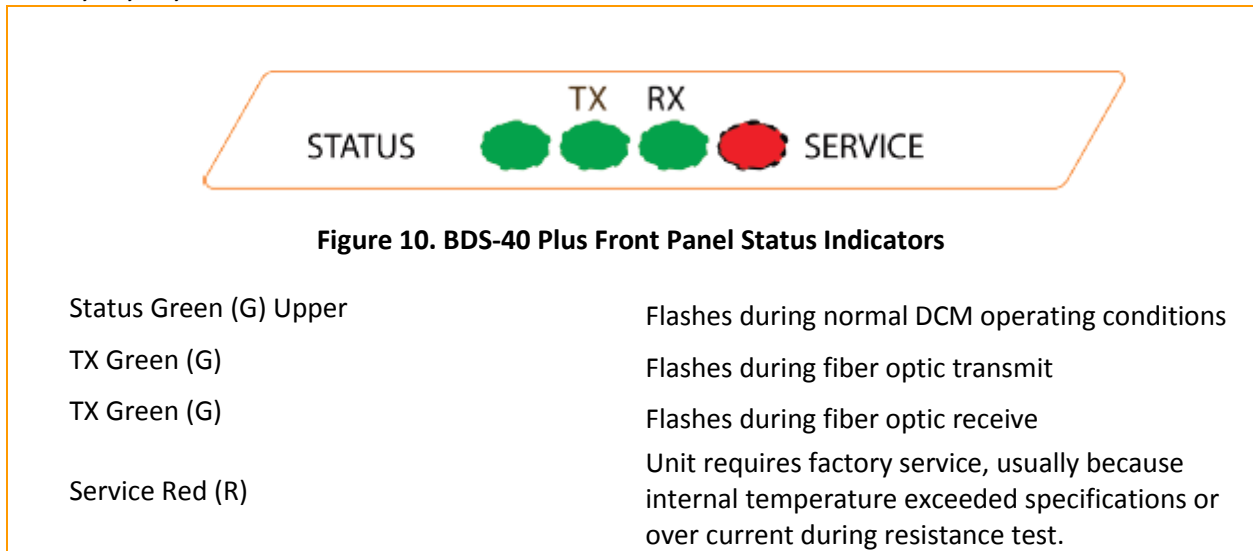 TX RX
STATUS SERVICE
Figure 10. BDS-40 Plus Front Panel Status Indicators
Status Green (G) Upper Flashes during normal DCM operating conditions
TX Green (G) Flashes during fiber optic transmit
TX Green (G) Flashes during fiber optic receive
Service Red (R) Unit requires factory service, usually because
internal temperature exceeded specifications or
over current during resistance test.